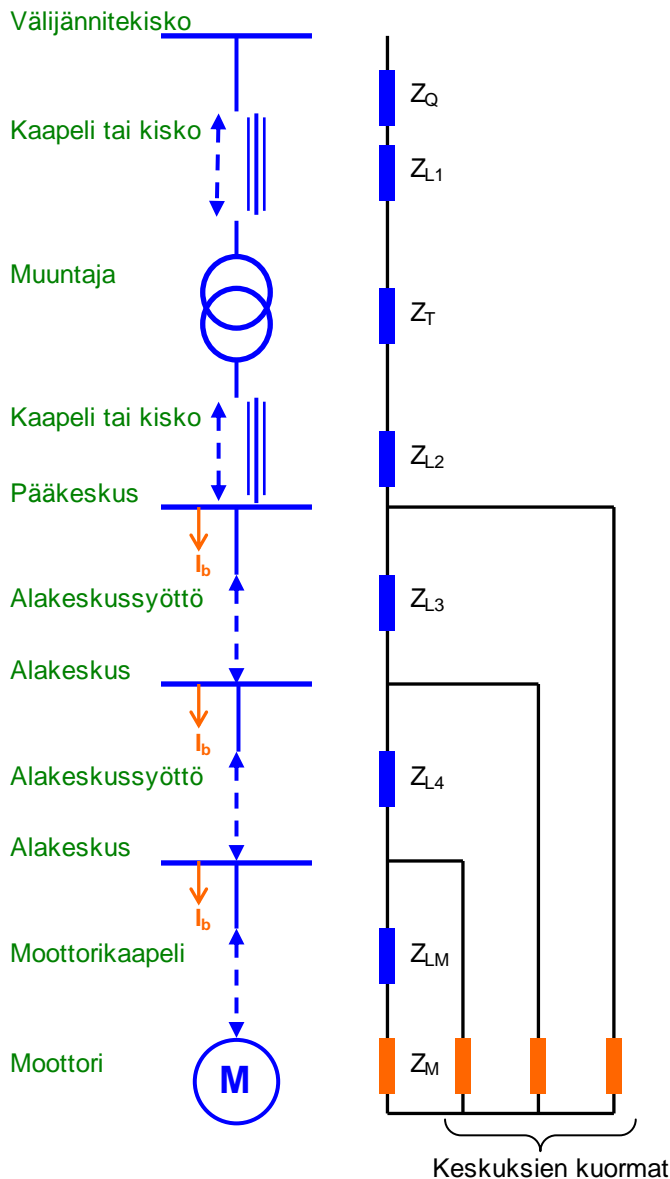 Välijännitekisko
Z_Q
Kaapeli tai kisko
Z_L1
Muuntaja
Z_T
Kaapeli tai kisko
Z_L2
Pääkeskus
I_b
Alakeskussyöttö
Z_L3
Alakeskus
I_b
Alakeskussyöttö
Z_L4
Alakeskus
I_b
Moottorikaapeli
Z_LM
Moottori
M
Z_M
Keskuksien kuormat